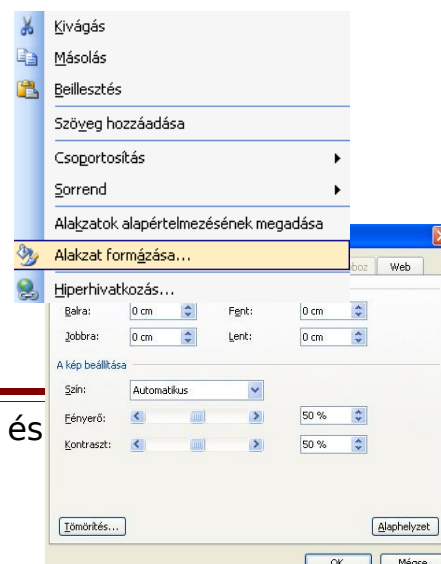 Kivágás
Másolás
Beillesztés
Szöveg hozzáadása
Csoportosítás
Sorrend
Alakzatok alapértelmezésének megadása
Alakzat formázása...
Hiperhivatkozás...
Web
Balra: 0 cm Fent: 0 cm
Jobbra: 0 cm Lent: 0 cm
A kép beállítása
Szín: Automatikus
és
Fényerő: 50 %
Kontraszt: 50 %
Tömörítés... Alaphelyzet
OK Mégse